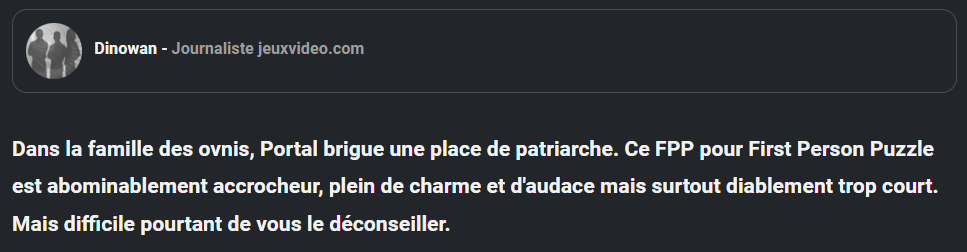 Dinowan - Journaliste jeuxvideo.com
Dans la famille des ovnis, Portal brigue une place de patriarche. Ce FPP pour First Person Puzzle
est abominablement accrocheur, plein de charme et d'audace mais surtout diablement trop court.
Mais difficile pourtant de vous le déconseiller.